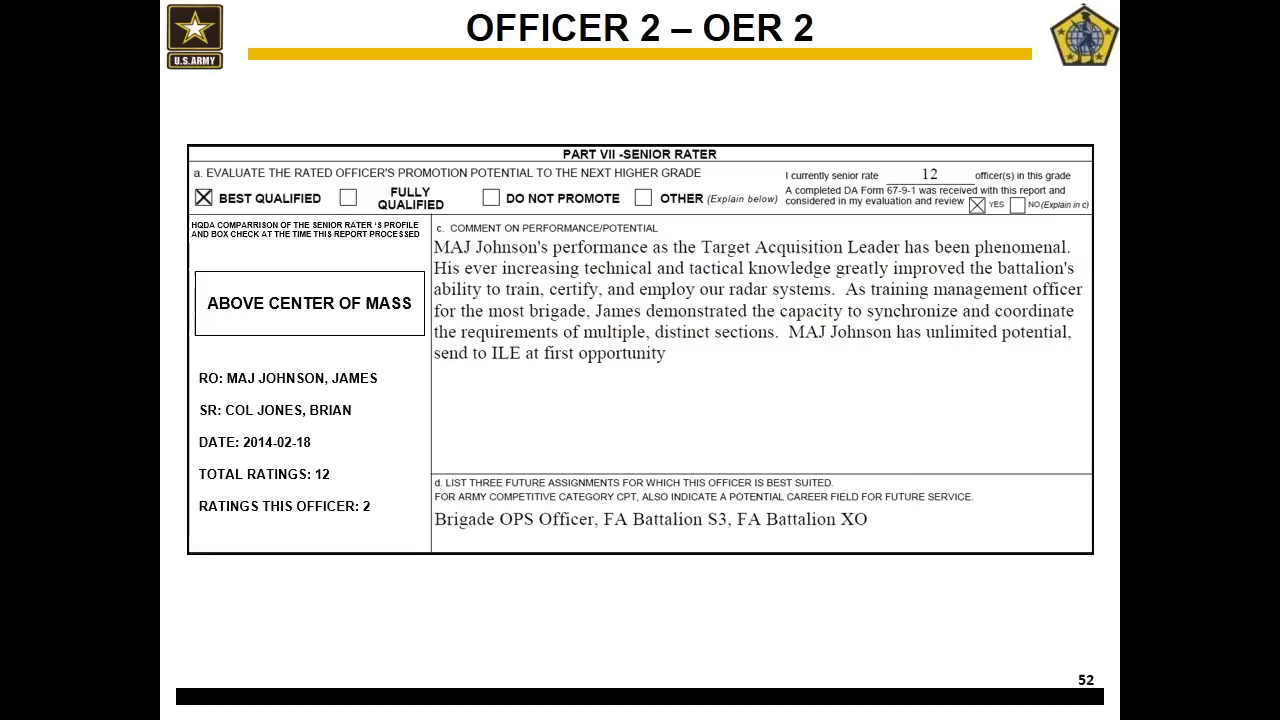 OFFICER 2 – OER 2
U.S.ARMY
PART VII -SENIOR RATER
a. EVALUATE THE RATED OFFICER'S PROMOTION POTENTIAL TO THE NEXT HIGHER GRADE
I currently senior rate 12 officer(s) in this grade
BEST QUALIFIED
FULLY
QUALIFIED
DO NOT PROMOTE
OTHER (Explain below)
A completed DA Form 67-9-1 was received with this report and
considered in my evaluation and review YES NO (Explain in c)
HQDA COMPARRISON OF THE SENIOR RATER 'S PROFILE
AND BOX CHECK AT THE TIME THIS REPORT PROCESSED
ABOVE CENTER OF MASS
RO: MAJ JOHNSON, JAMES
SR: COL JONES, BRIAN
DATE: 2014-02-18
TOTAL RATINGS: 12
RATINGS THIS OFFICER: 2
c. COMMENT ON PERFORMANCE/POTENTIAL
MAJ Johnson's performance as the Target Acquisition Leader has been phenomenal.
His ever increasing technical and tactical knowledge greatly improved the battalion's
ability to train, certify, and employ our radar systems. As training management officer
for the most brigade, James demonstrated the capacity to synchronize and coordinate
the requirements of multiple, distinct sections. MAJ Johnson has unlimited potential,
send to ILE at first opportunity
d. LIST THREE FUTURE ASSIGNMENTS FOR WHICH THIS OFFICER IS BEST SUITED.
FOR ARMY COMPETITIVE CATEGORY CPT, ALSO INDICATE A POTENTIAL CAREER FIELD FOR FUTURE SERVICE.
Brigade OPS Officer, FA Battalion S3, FA Battalion XO
52